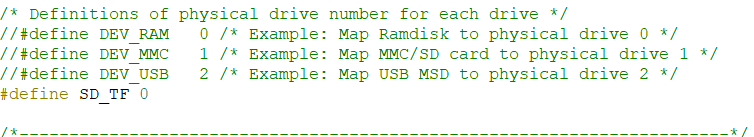 /* Definitions of physical drive number for each drive */
//#define DEV_RAM   0 /* Example: Map Ramdisk to physical drive 0 */
//#define DEV_MMC   1 /* Example: Map MMC/SD card to physical drive 1 */
//#define DEV_USB   2 /* Example: Map USB MSD to physical drive 2 */
#define SD_TF 0
/*-----------------------------------------------------------------------*/